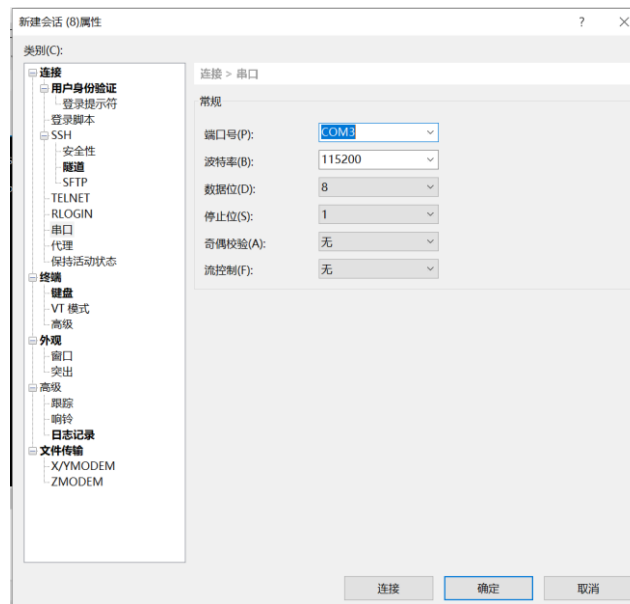 新建会话 (8)属性
?
×
类别(C):
连接
用户身份验证
登录提示符
登录脚本
SSH
安全性
隧道
SFTP
TELNET
RLOGIN
串口
代理
保持活动状态
终端
键盘
VT 模式
高级
外观
窗口
突出
高级
跟踪
响铃
日志记录
文件传输
X/YMODEM
ZMODEM
连接 > 串口
常规
端口号(P): COM3
波特率(B): 115200
数据位(D): 8
停止位(S): 1
奇偶校验(A): 无
流控制(F): 无
连接
确定
取消